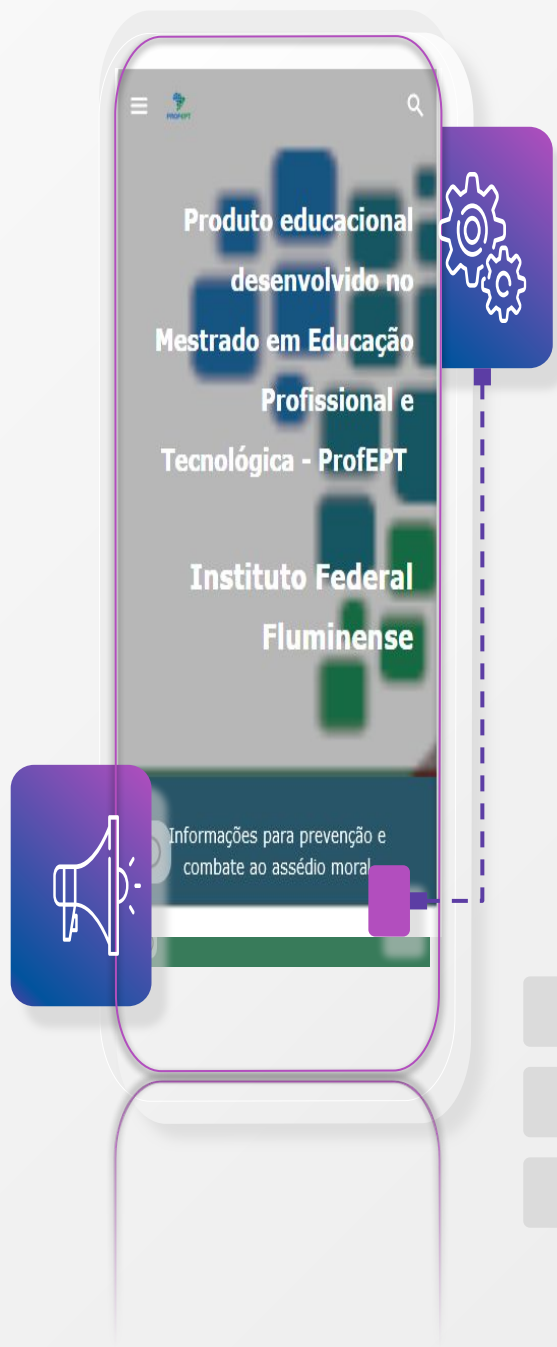 PROFEPT
Produto educacional
desenvolvido no
Mestrado em Educação
Profissional e
Tecnológica - ProfEPT
Instituto Federal
Fluminense
Informações para prevenção e
combate ao assédio moral